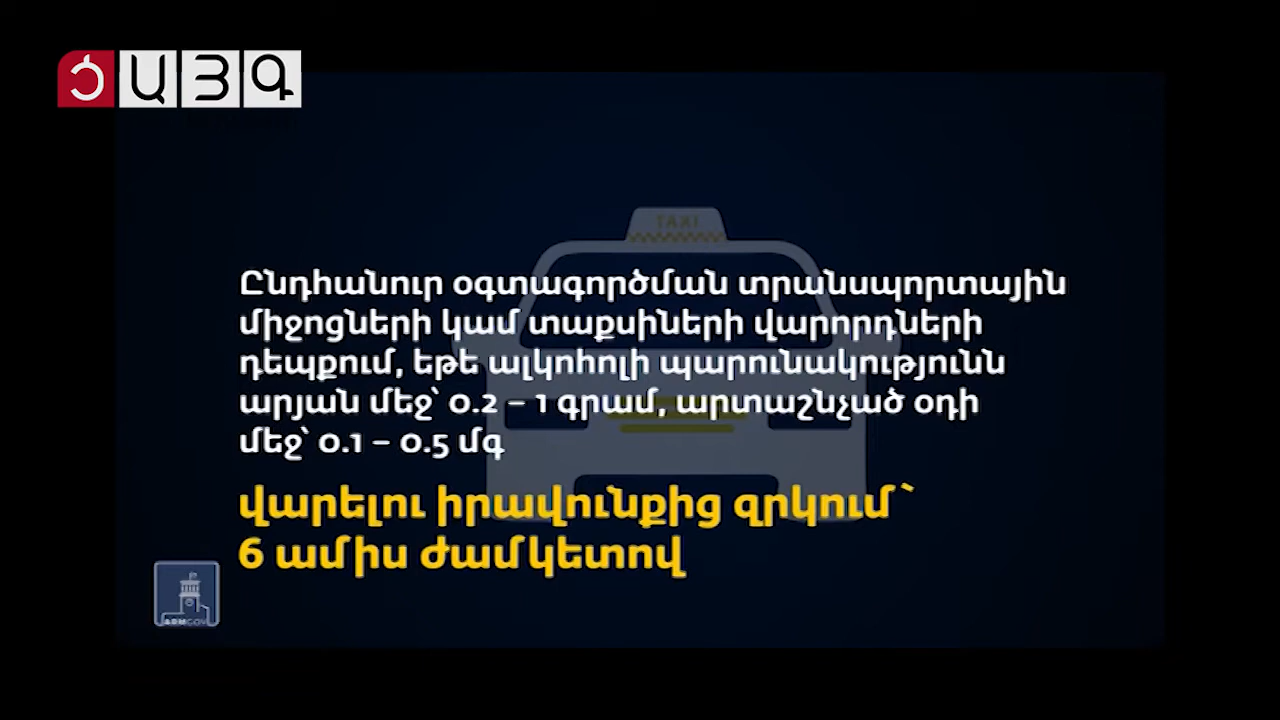 ՀԱՅԳ
TAXI
Ընդհանուր օգտագործման տրանսպորտային
միջոցների կամ տաքսիների վարորդների
դեպքում, եթե ալկոհոլի պարունակությունն
արյան մեջ՝ 0.2 – 1 գրամ, արտաշնչած օդի
մեջ՝ 0.1 – 0.5 մգ
վարելու իրավունքից զրկում՝
6 ամիս ժամկետով
ARMGOV